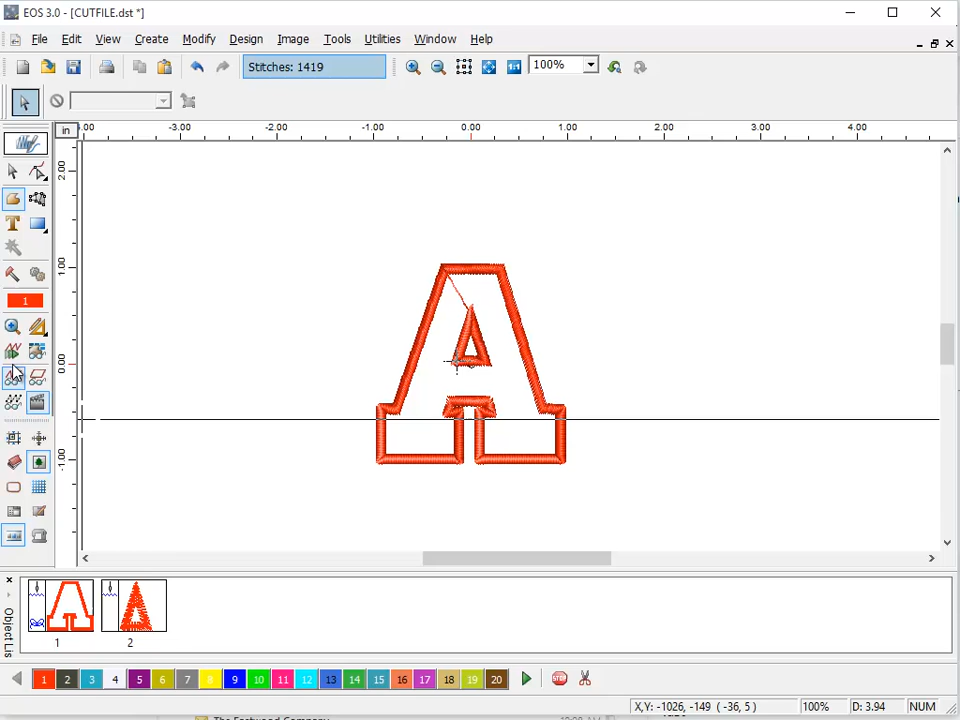 EOS 3.0 - [CUTFILE.dst *]
File Edit View Create Modify Design Image Tools Utilities Window Help
Stitches: 1419
100%
in
-3.00 -2.00 -1.00 0.00 1.00 2.00 3.00 4.00
2.00
1.00
0.00
-1.00
T
1
A
Object Lis
1 2
1 2 3 4 5 6 7 8 9 10 11 12 13 14 15 16 17 18 19 20
STOP
X,Y: -1026, -149 ( -36, 5 ) 100% D: 3.94 NUM